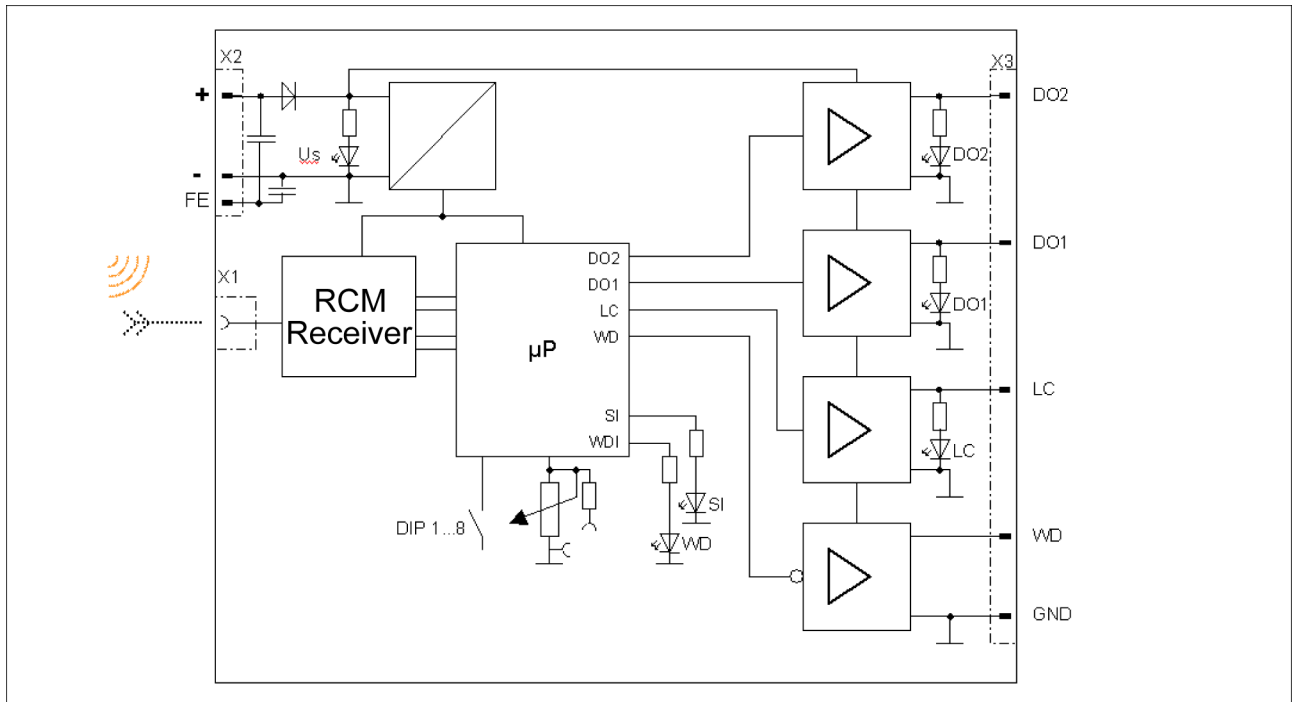 X2
X3
+
DO2
Us
DO2
-
FE
X1
RCM
Receiver
µP
DO2
DO1
LC
WD
SI
WDI
DO1
DO1
LC
LC
SI
DIP 1...8
WD
WD
GND